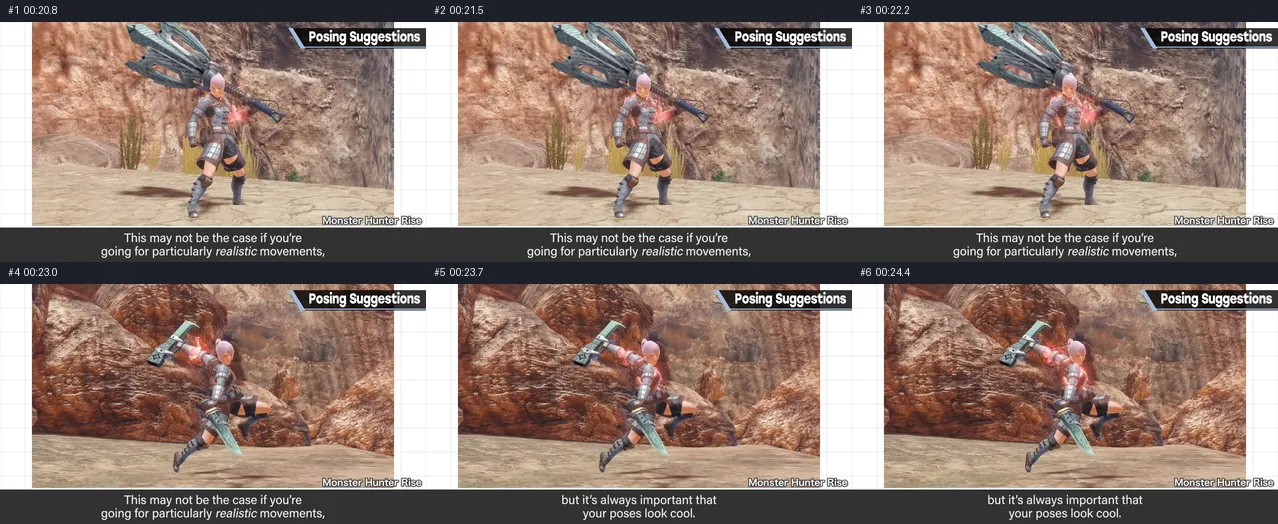 #1 00:20.8
Posing Suggestions
Monster Hunter Rise
This may not be the case if you're
going for particularly realistic movements,
#2 00:21.5
Posing Suggestions
Monster Hunter Rise
This may not be the case if you're
going for particularly realistic movements,
#3 00:22.2
Posing Suggestions
Monster Hunter Rise
This may not be the case if you're
going for particularly realistic movements,
#4 00:23.0
Posing Suggestions
Monster Hunter Rise
This may not be the case if you're
going for particularly realistic movements,
#5 00:23.7
Posing Suggestions
Monster Hunter Rise
but it's always important that
your poses look cool.
#6 00:24.4
Posing Suggestions
Monster Hunter Rise
but it's always important that
your poses look cool.